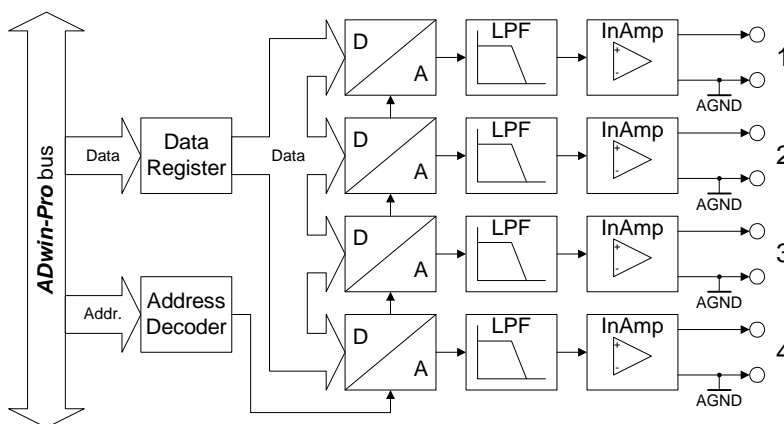 ADwin-Pro bus
Data
Data
Register
Data
Addr.
Address
Decoder
D
A
LPF
InAmp
+
-
AGND
1
D
A
LPF
InAmp
+
-
AGND
2
D
A
LPF
InAmp
+
-
AGND
3
D
A
LPF
InAmp
+
-
AGND
4